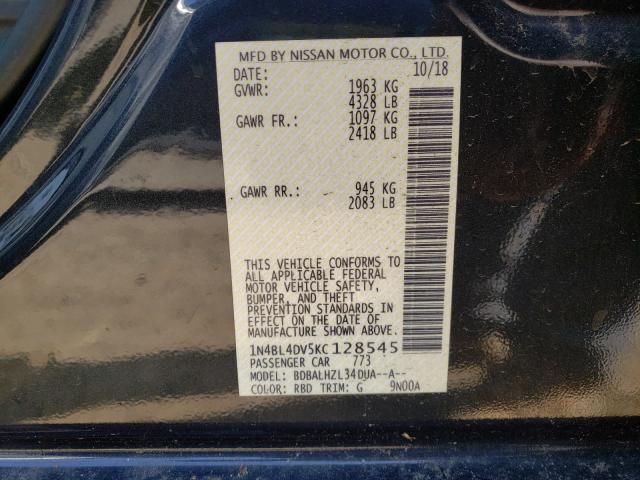 MFD BY NISSAN MOTOR CO., LTD.
DATE: 10/18
GVWR: 1963 KG
4328 LB
GAWR FR.: 1097 KG
2418 LB
GAWR RR.: 945 KG
2083 LB
THIS VEHICLE CONFORMS TO
ALL APPLICABLE FEDERAL
MOTOR VEHICLE SAFETY,
BUMPER, AND THEFT
PREVENTION STANDARDS IN
EFFECT ON THE DATE OF
MANUFACTURE SHOWN ABOVE.
1N4BL4DV5KC128545
PASSENGER CAR 773
MODEL: BDBALHZL34DUA--A--
COLOR: RBD TRIM: G 9N00A